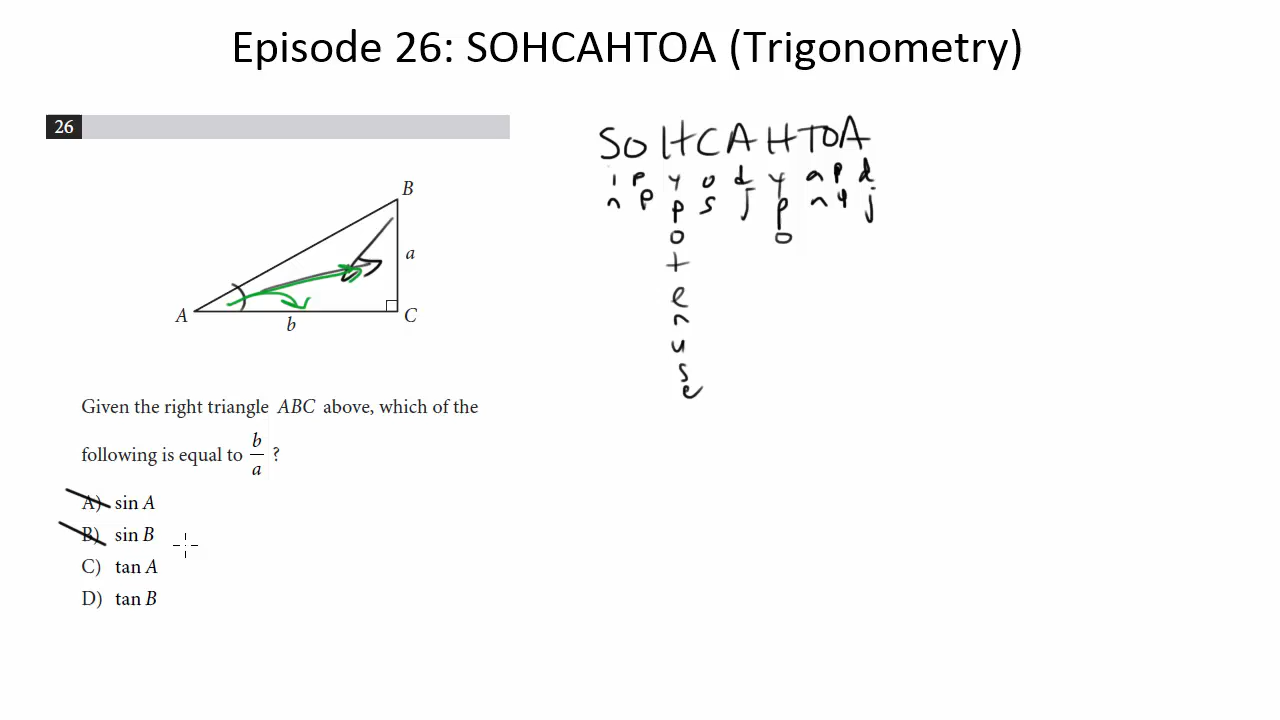 Episode 26: SOHCAHTOA (Trigonometry)
26
B
a
A
b
C
Given the right triangle ABC above, which of the
following is equal to b/a ?
A) sin A
B) sin B
C) tan A
D) tan B
SOHCAHTOA
i p y o d y a p d
n p p s j p n p j
o o
t
e
n
u
s
e